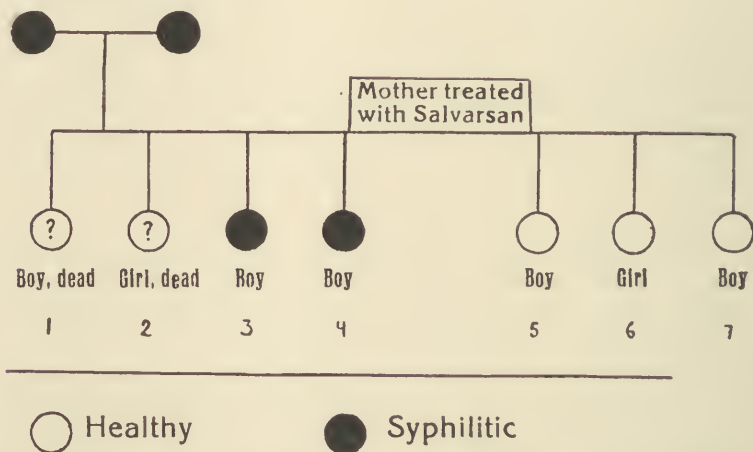 Mother treated
with Salvarsan
? ?
Boy, dead Girl, dead Boy Boy Boy Girl Boy
1 2 3 4 5 6 7
Healthy Syphilitic